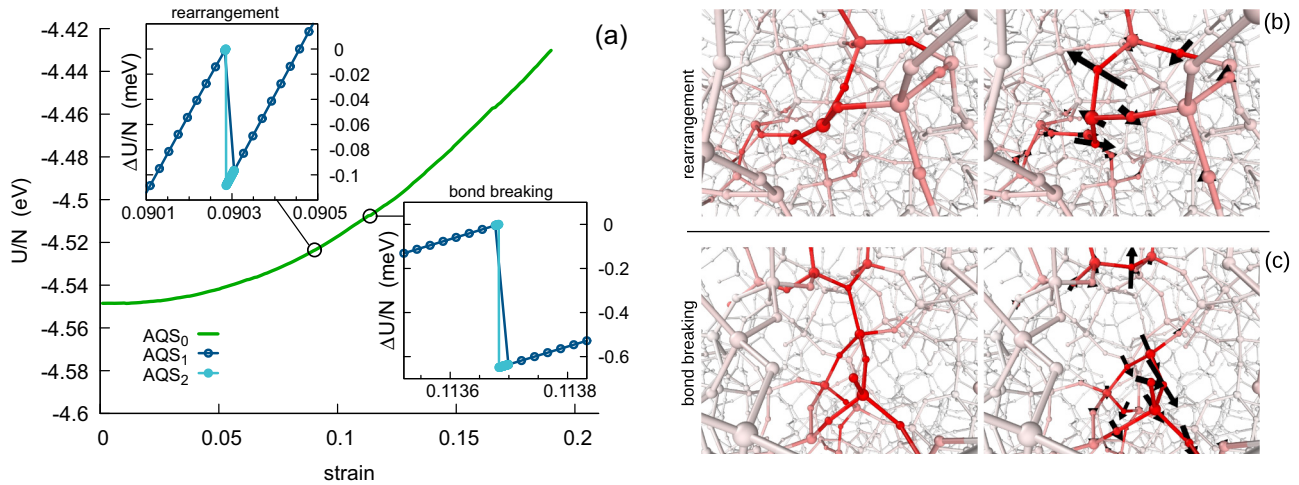 (a)
U/N (eV)
-4.42
-4.44
-4.46
-4.48
-4.5
-4.52
-4.54
-4.56
-4.58
-4.6
0
0.05
0.1
0.15
0.2
strain
AQS0
AQS1
AQS2
rearrangement
ΔU/N (meV)
0
-0.02
-0.04
-0.06
-0.08
-0.1
0.0901
0.0903
0.0905
bond breaking
ΔU/N (meV)
0
-0.2
-0.4
-0.6
0.1136
0.1138
(b)
rearrangement
(c)
bond breaking